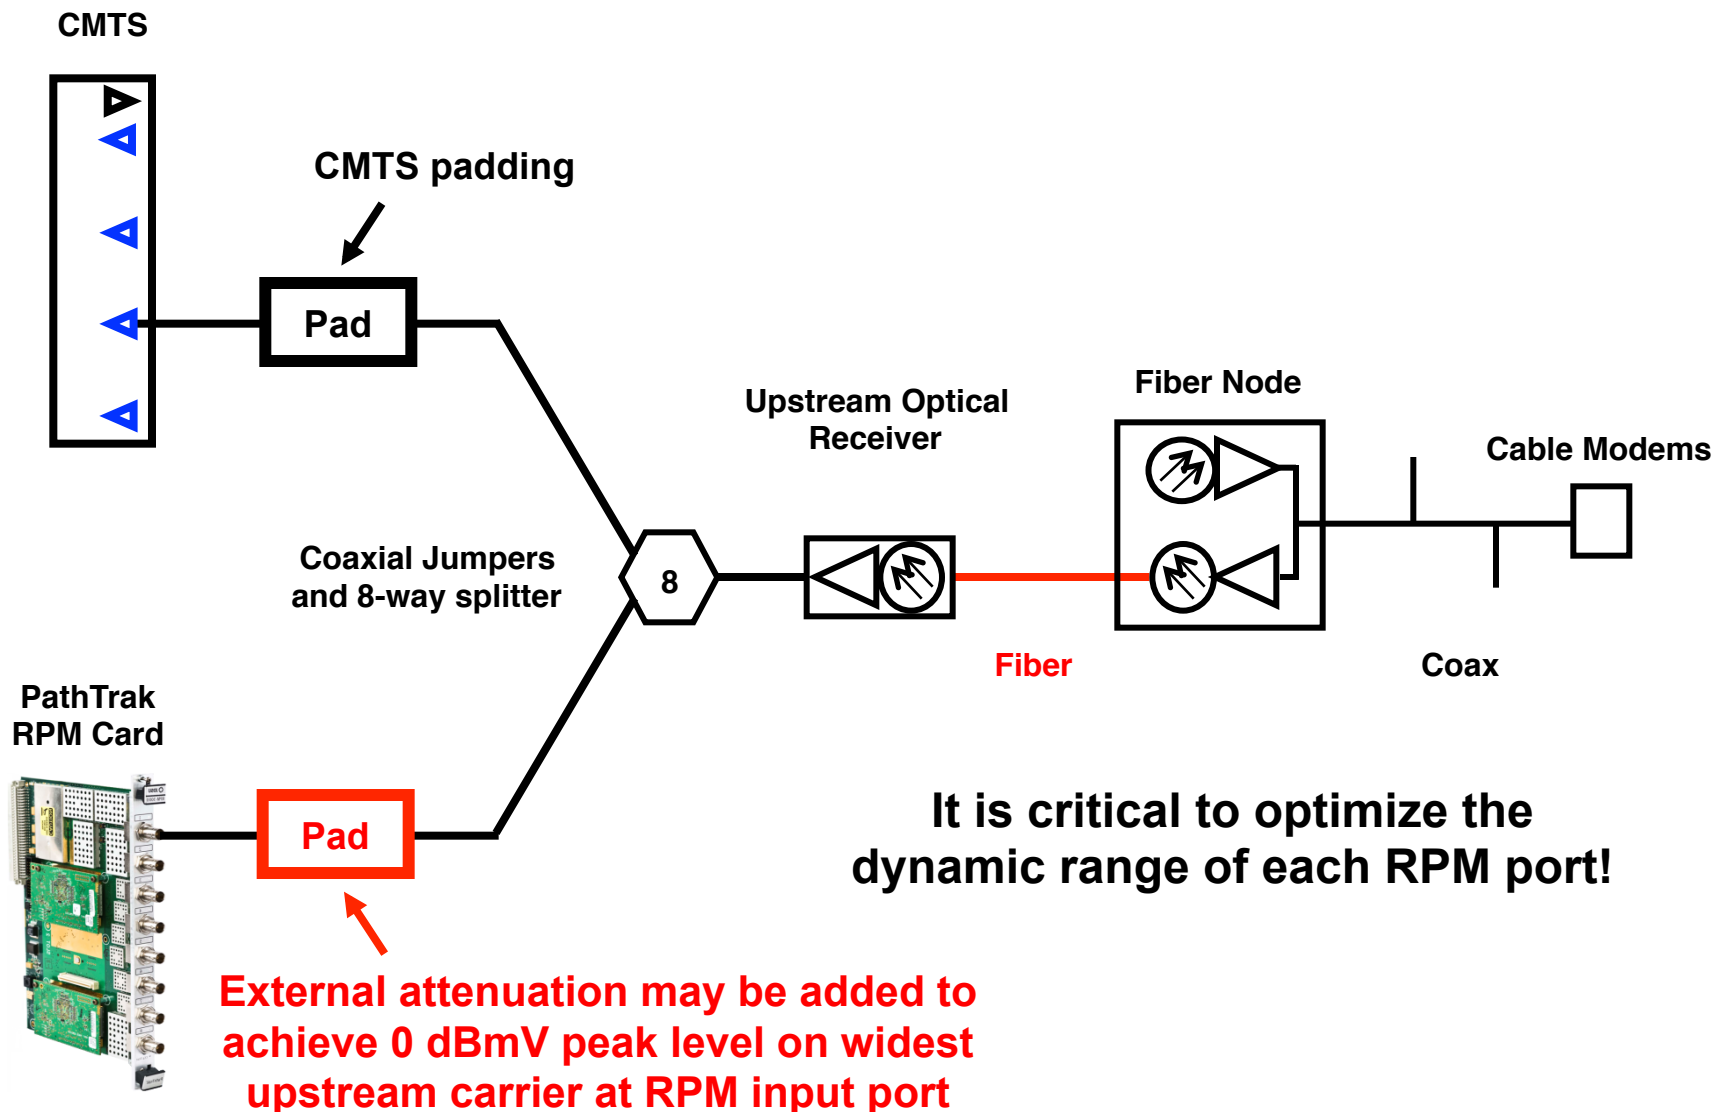 CMTS
CMTS padding
Pad
Upstream Optical
Receiver
Fiber Node
Cable Modems
Coaxial Jumpers
and 8-way splitter
8
Fiber
Coax
PathTrak
RPM Card
Pad
It is critical to optimize the
dynamic range of each RPM port!
External attenuation may be added to
achieve 0 dBmV peak level on widest
upstream carrier at RPM input port